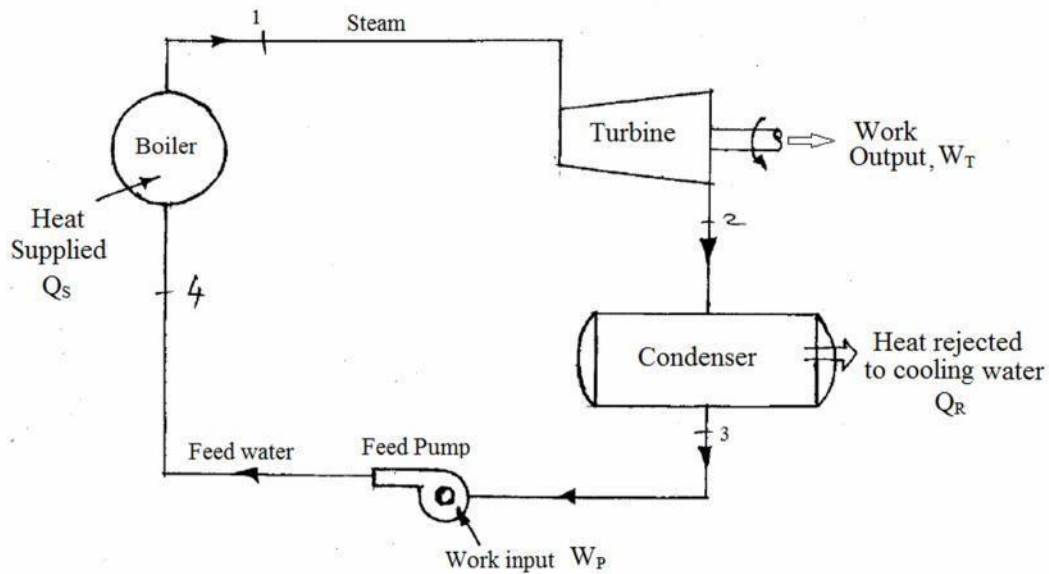 1
Steam
Boiler
Turbine
Work
Output, W_T
Heat
Supplied
Q_S
2
4
Condenser
Heat rejected
to cooling water
Q_R
3
Feed water
Feed Pump
Work input W_P